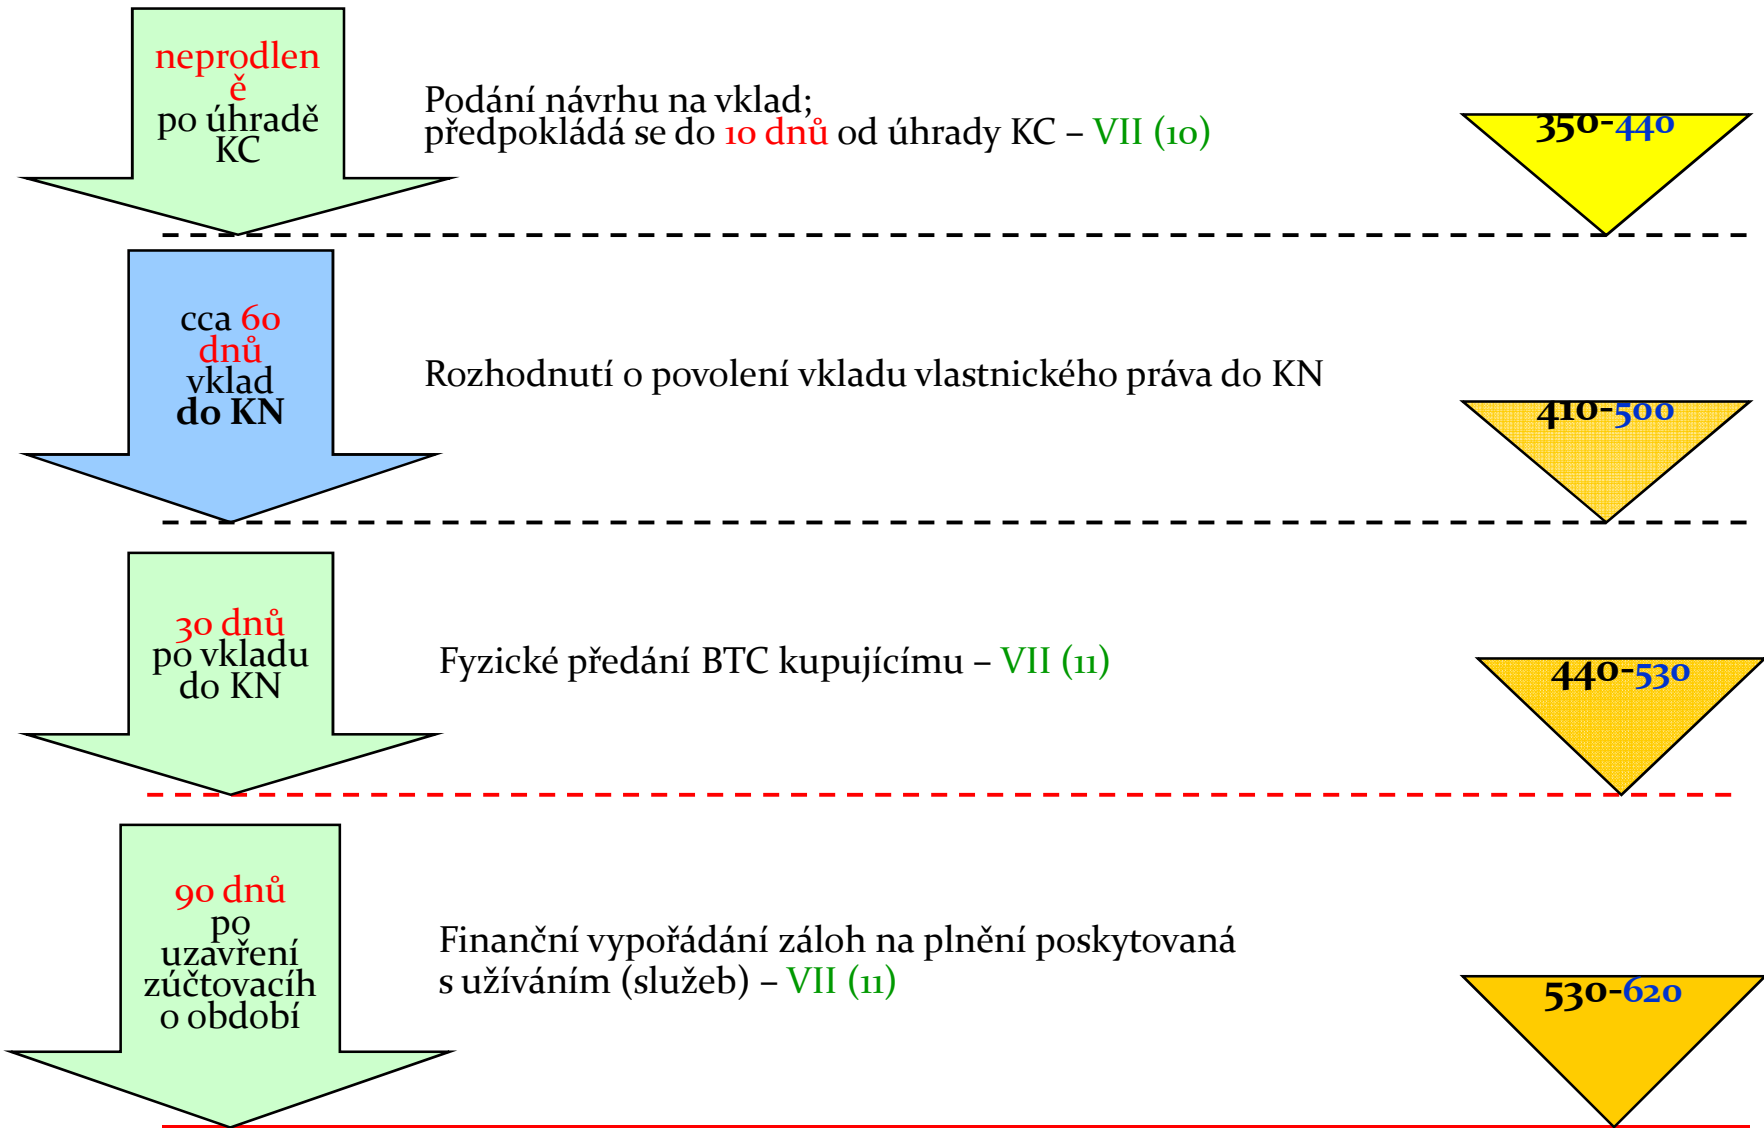 neprodlen
ě
po úhradě
KC
Podání návrhu na vklad;
předpokládá se do 10 dnů od úhrady KC – VII (10)
350-440
cca 60
dnů
vklad
do KN
Rozhodnutí o povolení vkladu vlastnického práva do KN
410-500
30 dnů
po vkladu
do KN
Fyzické předání BTC kupujícímu – VII (11)
440-530
90 dnů
po
uzavření
zúčtovacíh
o období
Finanční vypořádání záloh na plnění poskytovaná
s užíváním (služeb) – VII (11)
530-620